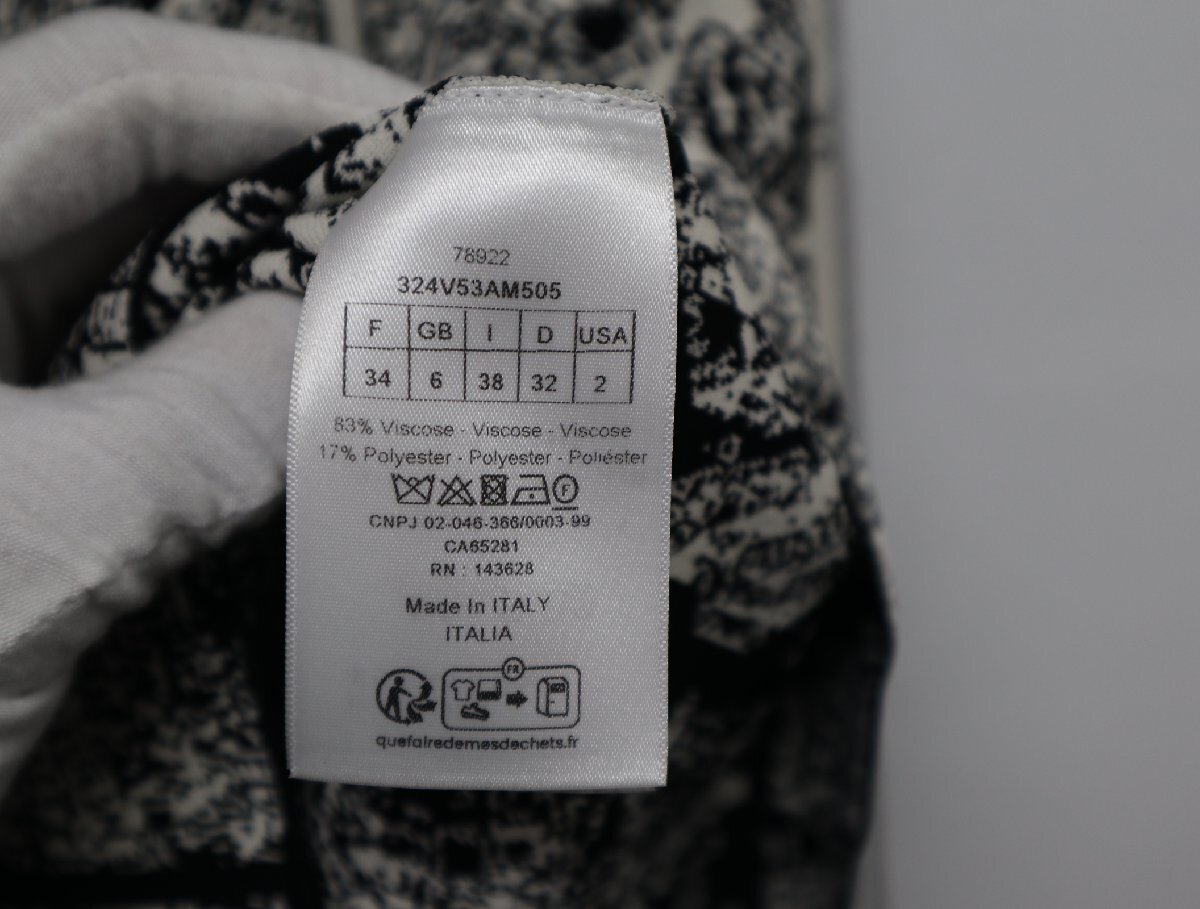 78922
324V53AM505
F GB I D USA
34 6 38 32 2
83% Viscose - Viscose - Viscose
17% Polyester - Polyester - Poliéster
F
CNPJ 02-046-366/0003-99
CA65281
RN : 143628
Made In ITALY
ITALIA
FR
quefairedemesdechets.fr